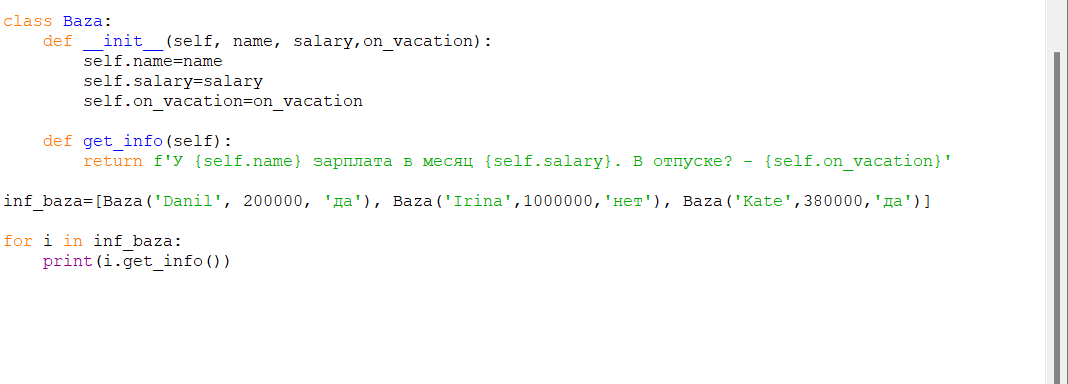 class Baza:
    def __init__(self, name, salary,on_vacation):
        self.name=name
        self.salary=salary
        self.on_vacation=on_vacation
    def get_info(self):
        return f'У {self.name} зарплата в месяц {self.salary}. В отпуске? - {self.on_vacation}'
inf_baza=[Baza('Danil', 200000, 'да'), Baza('Irina',1000000,'нет'), Baza('Kate',380000,'да')]
for i in inf_baza:
    print(i.get_info())